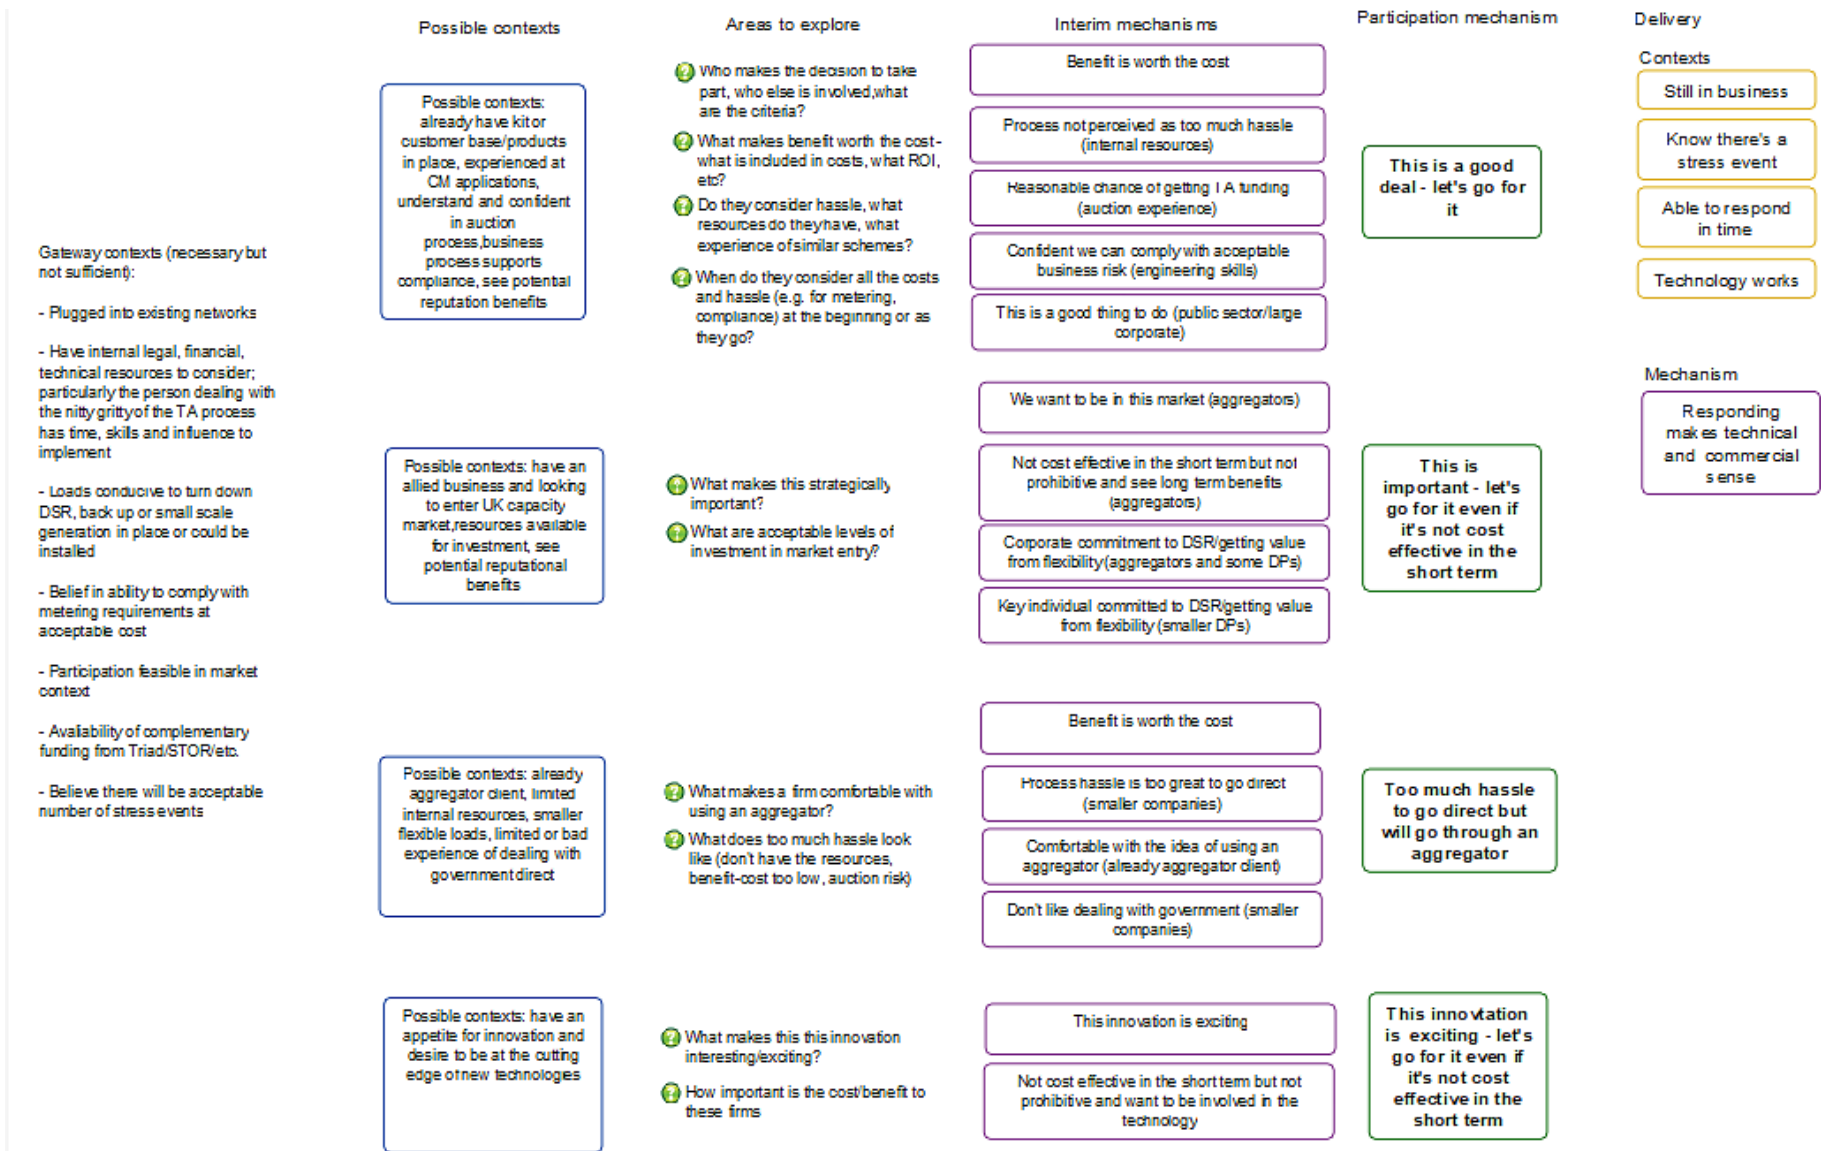 Possible contexts
Areas to explore
Interim mechanisms
Participation mechanism
Delivery
Gateway contexts (necessary but
not sufficient):
- Plugged into existing networks
- Have internal legal, financial,
technical resources to consider;
particularly the person dealing with
the nitty gritty of the TA process
has time, skills and influence to
implement
- Loads conducive to turn down
DSR, back up or small scale
generation in place or could be
installed
- Belief in ability to comply with
metering requirements at
acceptable cost
- Participation feasible in market
context
- Availability of complementary
funding from Triad/STOR/etc.
- Believe there will be acceptable
number of stress events
Possible contexts:
already have kit or
customer base/products
in place, experienced at
CM applications,
understand and confident
in auction
process,business
process supports
compliance, see potential
reputation benefits
Who makes the decision to take
part, who else is involved,what
are the criteria?
What makes benefit worth the cost-
what is included in costs, what ROI,
etc?
Do they consider hassle, what
resources do they have, what
experience of similar schemes?
When do they consider all the costs
and hassle (e.g. for metering,
compliance) at the beginning or as
they go?
Benefit is worth the cost
Process not perceived as too much hassle
(internal resources)
Reasonable chance of getting TA funding
(auction experience)
Confident we can comply with acceptable
business risk (engineering skills)
This is a good thing to do (public sector/large
corporate)
This is a good
deal - let's go for
it
Possible contexts: have an
allied business and looking
to enter UK capacity
market,resources available
for investment, see
potential reputational
benefits
What makes this strategically
important?
What are acceptable levels of
investment in market entry?
We want to be in this market (aggregators)
Not cost effective in the short term but not
prohibitive and see long term benefits
(aggregators)
Corporate commitment to DSR/getting value
from flexibility (aggregators and some DPs)
Key individual committed to DSR/getting value
from flexibility (smaller DPs)
This is
important - let's
go for it even if
it's not cost
effective in the
short term
Possible contexts: already
aggregator client, limited
internal resources, smaller
flexible loads, limited or bad
experience of dealing with
government direct
What makes a firm comfortable with
using an aggregator?
What does too much hassle look
like (don't have the resources,
benefit-cost too low, auction risk)
Benefit is worth the cost
Process hassle is too great to go direct
(smaller companies)
Comfortable with the idea of using an
aggregator (already aggregator client)
Don't like dealing with government (smaller
companies)
Too much hassle
to go direct but
will go through an
aggregator
Possible contexts: have an
appetite for innovation and
desire to be at the cutting
edge of new technologies
What makes this this innovation
interesting/exciting?
How important is the cost/benefit to
these firms
This innovation is exciting
Not cost effective in the short term but not
prohibitive and want to be involved in the
technology
This innovtation
is exciting - let's
go for it even if
it's not cost
effective in the
short term
Contexts
Still in business
Know there's a
stress event
Able to respond
in time
Technology works
Mechanism
Responding
makes technical
and commercial
sense